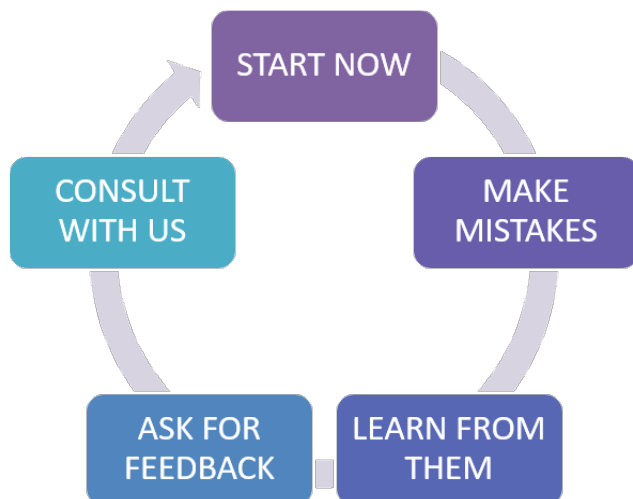 START NOW
MAKE
MISTAKES
LEARN FROM
THEM
ASK FOR
FEEDBACK
CONSULT
WITH US